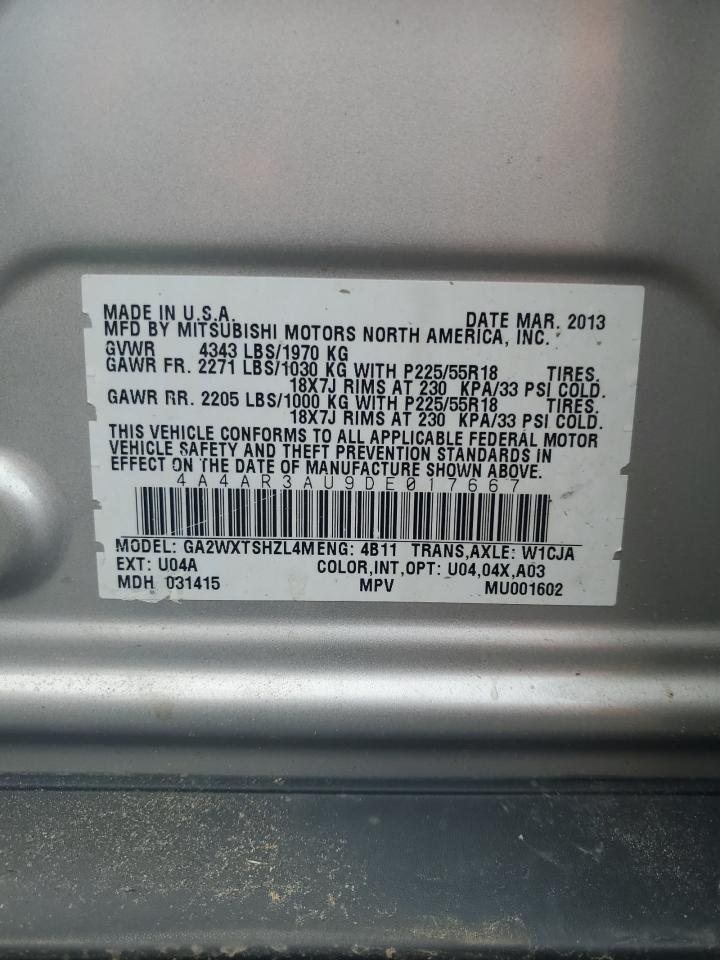 MADE IN U.S.A. DATE MAR. 2013
MFD BY MITSUBISHI MOTORS NORTH AMERICA, INC.
GVWR 4343 LBS/1970 KG
GAWR FR. 2271 LBS/1030 KG WITH P225/55R18 TIRES.
18X7J RIMS AT 230 KPA/33 PSI COLD.
GAWR RR. 2205 LBS/1000 KG WITH P225/55R18 TIRES.
18X7J RIMS AT 230 KPA/33 PSI COLD.
THIS VEHICLE CONFORMS TO ALL APPLICABLE FEDERAL MOTOR
VEHICLE SAFETY AND THEFT PREVENTION STANDARDS IN
EFFECT ON THE DATE OF MANUFACTURE SHOWN ABOVE.
4A4AR3AU9DE017667
MODEL: GA2WXTSHZL4M ENG: 4B11 TRANS,AXLE: W1CJA
EXT: U04A COLOR,INT,OPT: U04,04X,A03
MDH 031415 MPV MU001602